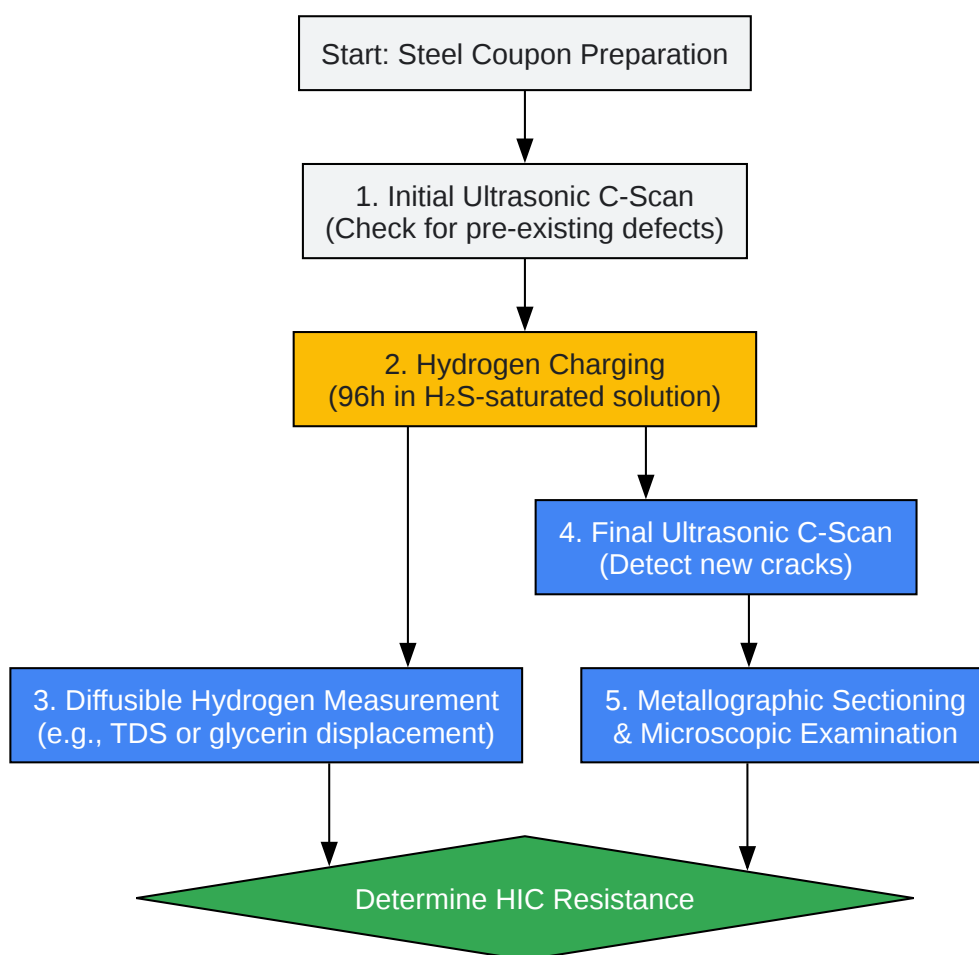 Start: Steel Coupon Preparation
1. Initial Ultrasonic C-Scan
(Check for pre-existing defects)
2. Hydrogen Charging
(96h in H₂S-saturated solution)
4. Final Ultrasonic C-Scan
(Detect new cracks)
3. Diffusible Hydrogen Measurement
(e.g., TDS or glycerin displacement)
5. Metallographic Sectioning
& Microscopic Examination
Determine HIC Resistance